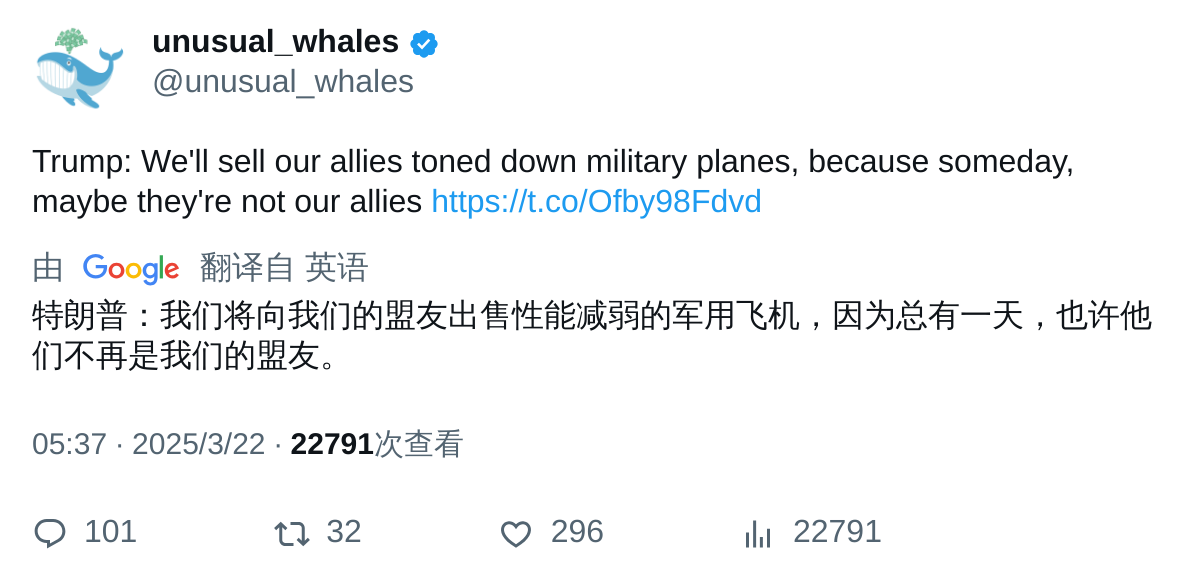 unusual_whales
@unusual_whales
Trump: We'll sell our allies toned down military planes, because someday,
maybe they're not our allies https://t.co/Ofby98Fdvd
由 Google 翻译自 英语
特朗普：我们将向我们的盟友出售性能减弱的军用飞机，因为总有一天，也许他
们不再是我们的盟友。
05:37 · 2025/3/22 · 22791次查看
101 32 296 22791